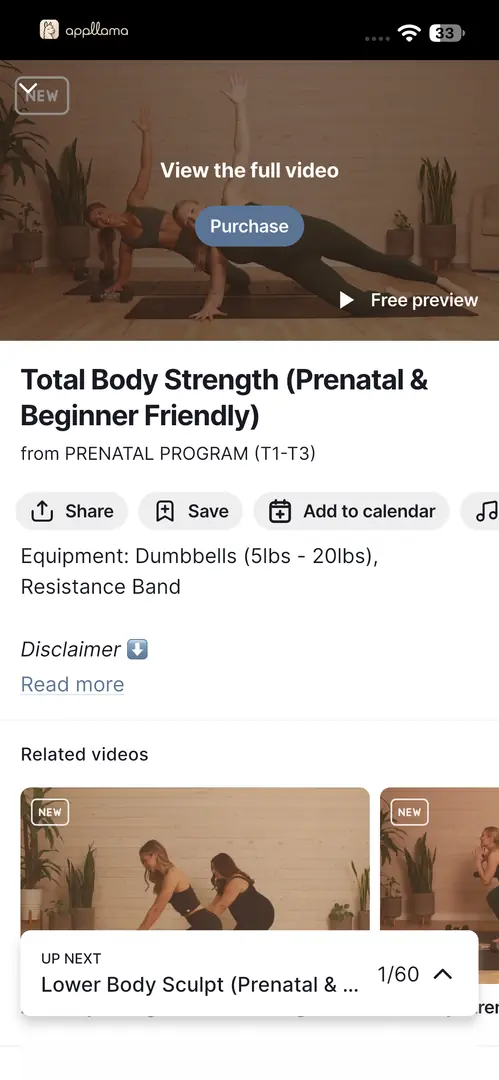 appllama
33
NEW
View the full video
Purchase
Free preview
Total Body Strength (Prenatal &
Beginner Friendly)
from PRENATAL PROGRAM (T1-T3)
Share
Save
Add to calendar
Equipment: Dumbbells (5lbs - 20lbs),
Resistance Band
Disclaimer ⬇️
Read more
Related videos
NEW
NEW
UP NEXT
Lower Body Sculpt (Prenatal & ...
1/60